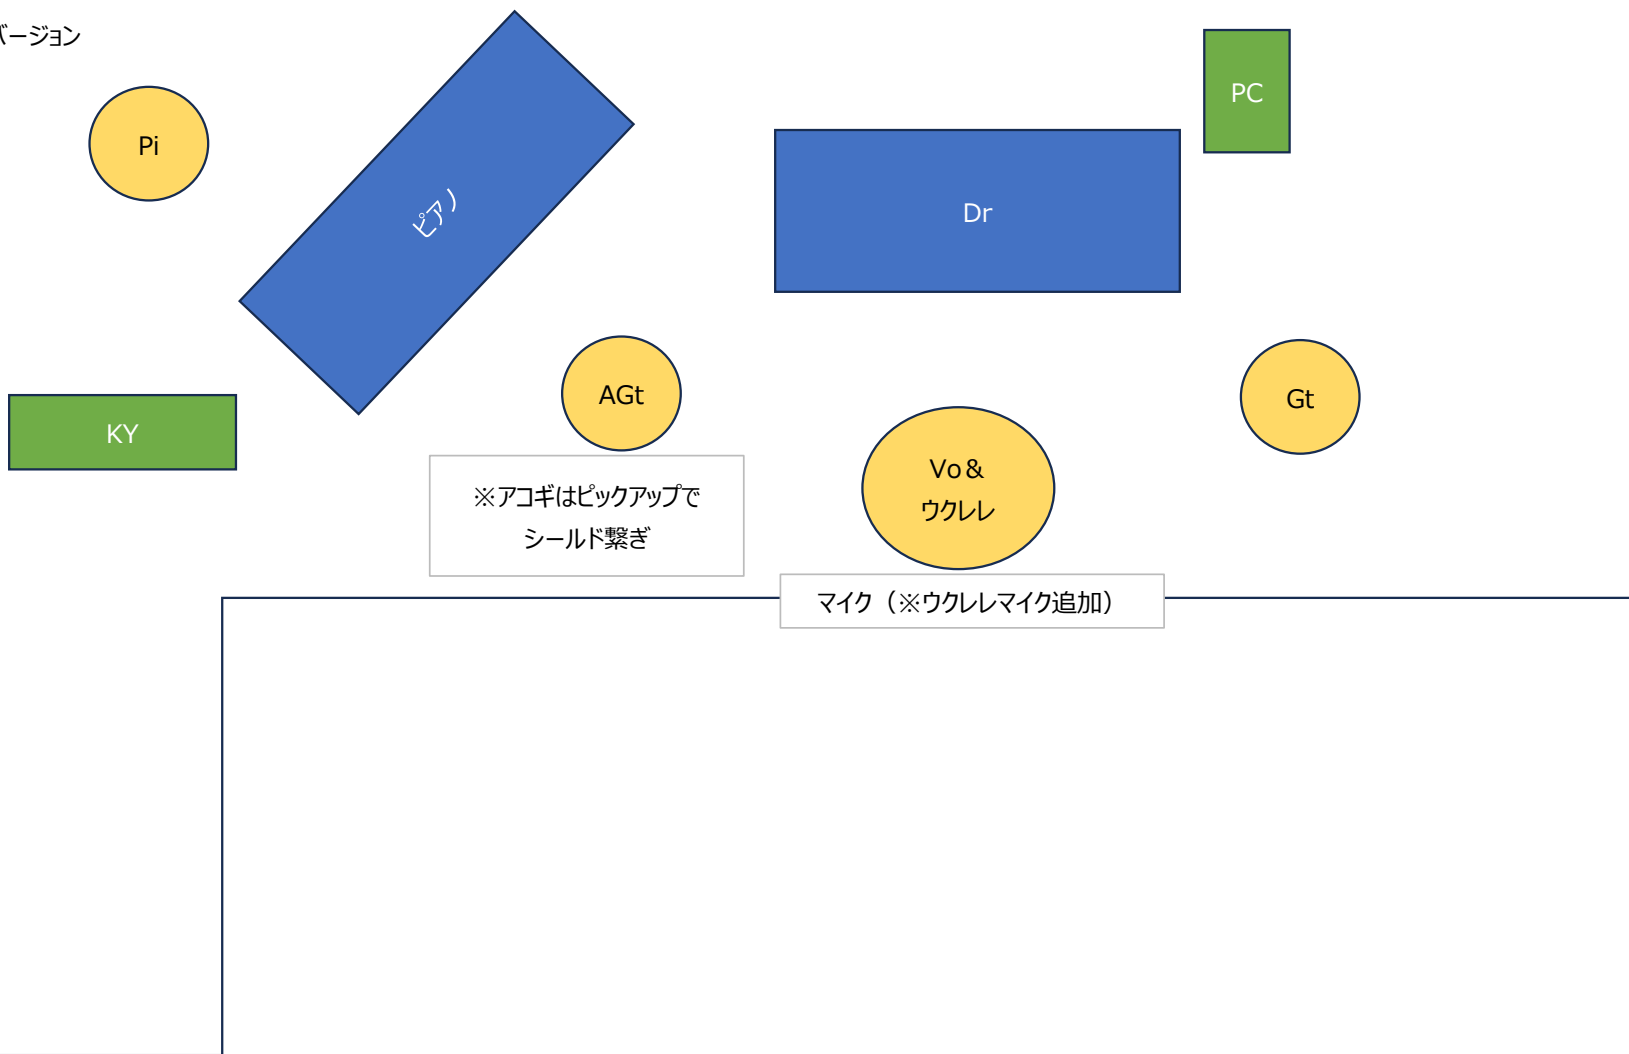 バージョン
PC
Pi
ピアノ
Dr
AGt
Gt
KY
Vo&
ウクレレ
※アコギはピックアップで
シールド繋ぎ
マイク（※ウクレレマイク追加）